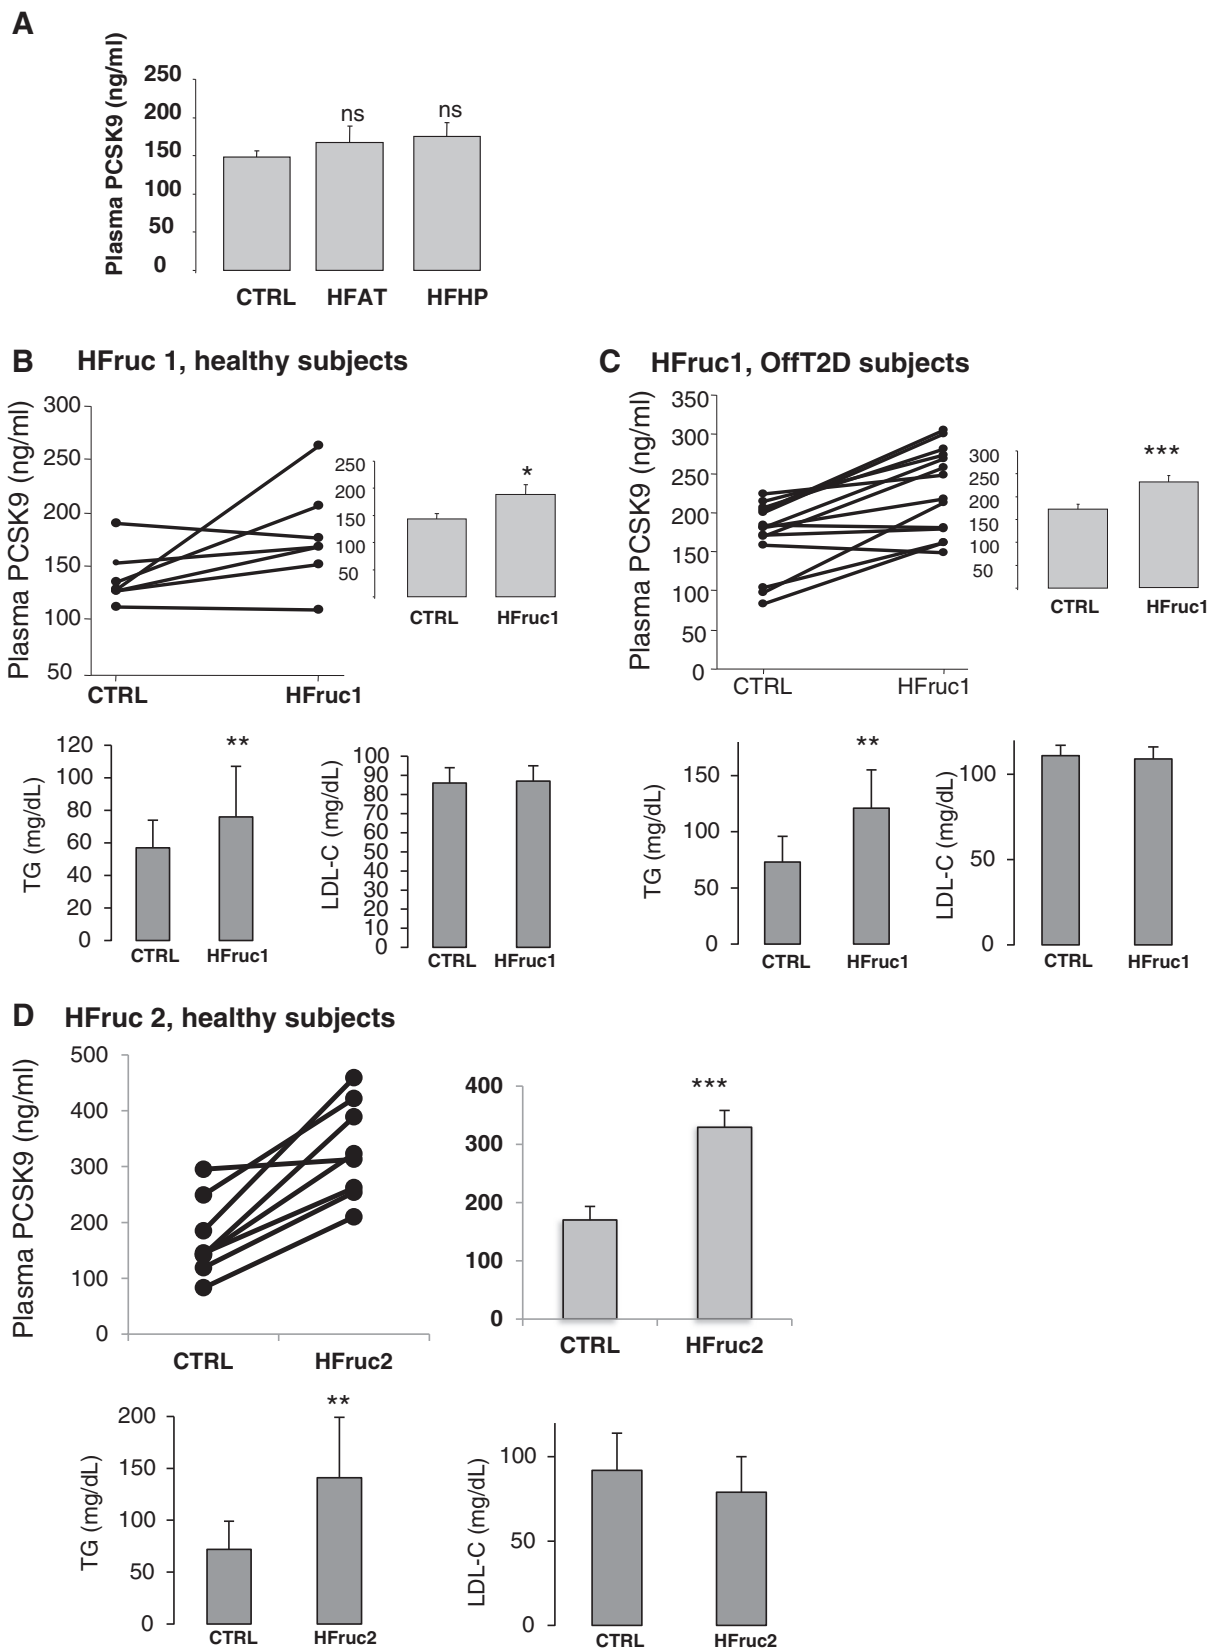 A
Plasma PCSK9 (ng/ml)
250
200
150
100
50
0
ns
ns
CTRL HFAT HFHP
B HFruc 1, healthy subjects
Plasma PCSK9 (ng/ml)
300
250
200
150
100
50
CTRL HFruc1
250
200
150
100
50
*
CTRL HFruc1
TG (mg/dL)
120
100
80
60
40
20
0
**
CTRL HFruc1
LDL-C (mg/dL)
100
90
80
70
60
50
40
30
20
10
0
CTRL HFruc1
C HFruc1, OffT2D subjects
Plasma PCSK9 (ng/ml)
350
300
250
200
150
100
50
0
CTRL HFruc1
300
250
200
150
100
50
***
CTRL HFruc1
TG (mg/dL)
150
100
50
0
**
CTRL HFruc1
LDL-C (mg/dL)
100
50
0
CTRL HFruc1
D HFruc 2, healthy subjects
Plasma PCSK9 (ng/ml)
500
400
300
200
100
0
CTRL HFruc2
400
300
200
100
0
***
CTRL HFruc2
TG (mg/dL)
200
150
100
50
0
**
CTRL HFruc2
LDL-C (mg/dL)
100
50
0
CTRL HFruc2